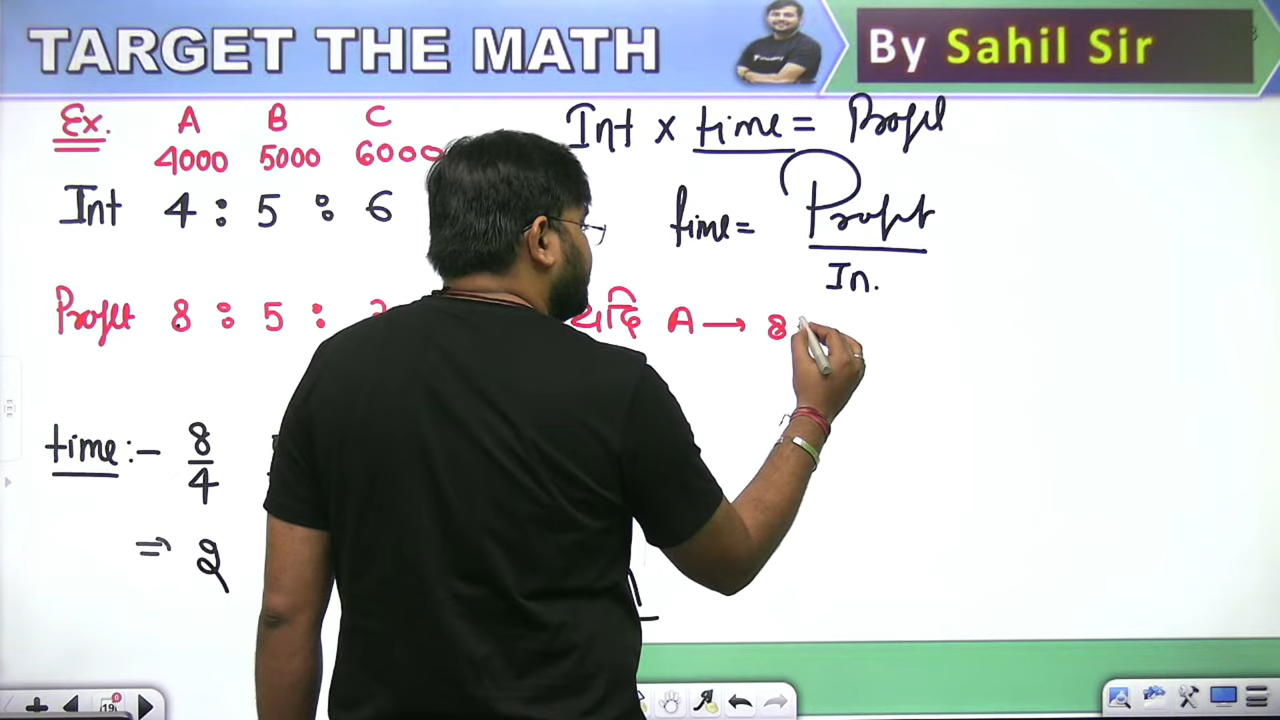 TARGET THE MATH
By Sahil Sir
Ex. A B C
4000 5000 6000
Int 4 : 5 : 6
Int x time = Profit
time = Profit
In.
Profit 8 : 5 :
यदि A → 8
time :- 8
4
⇒ 2